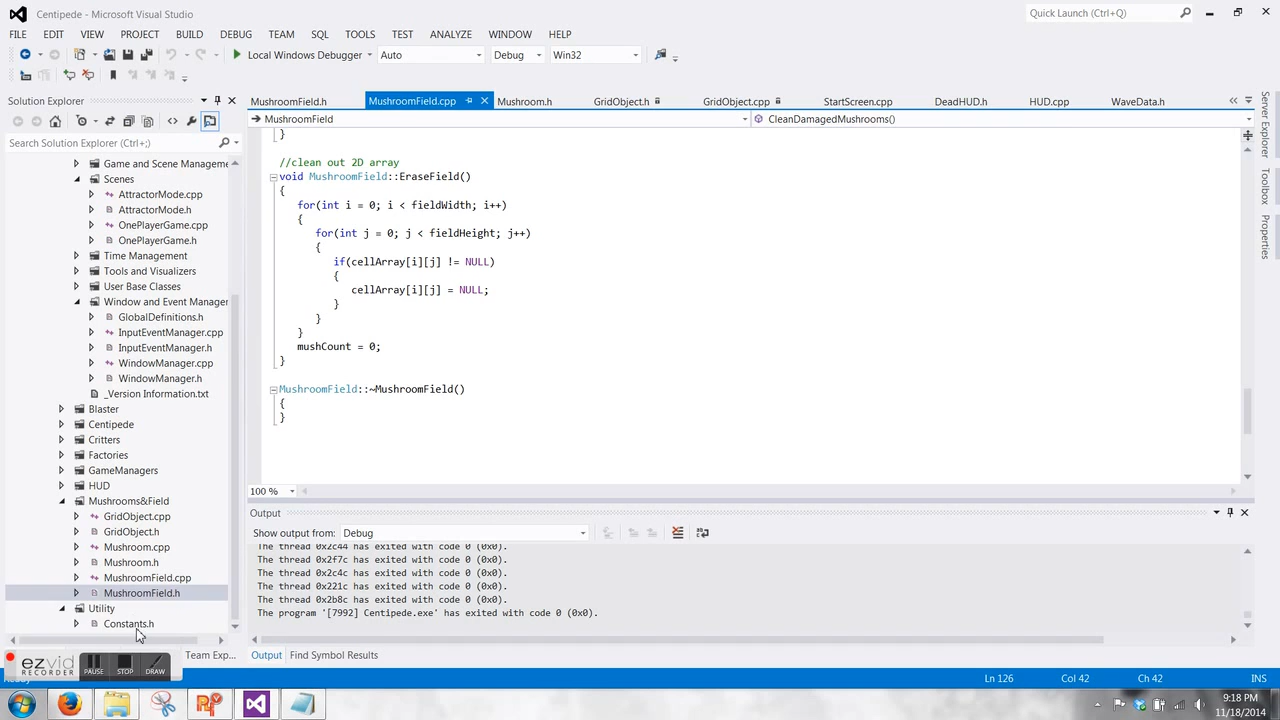 Centipede - Microsoft Visual Studio
Quick Launch (Ctrl+Q)
FILE EDIT VIEW PROJECT BUILD DEBUG TEAM SQL TOOLS TEST ANALYZE WINDOW HELP
Local Windows Debugger Auto Debug Win32
Solution Explorer
MushroomField.h MushroomField.cpp Mushroom.h GridObject.h GridObject.cpp StartScreen.cpp DeadHUD.h HUD.cpp WaveData.h
MushroomField CleanDamagedMushrooms()
Search Solution Explorer (Ctrl+;)
Game and Scene Manageme
Scenes
AttractorMode.cpp
AttractorMode.h
OnePlayerGame.cpp
OnePlayerGame.h
Time Management
Tools and Visualizers
User Base Classes
Window and Event Manager
GlobalDefinitions.h
InputEventManager.cpp
InputEventManager.h
WindowManager.cpp
WindowManager.h
_Version Information.txt
Blaster
Centipede
Critters
Factories
GameManagers
HUD
Mushrooms&Field
GridObject.cpp
GridObject.h
Mushroom.cpp
Mushroom.h
MushroomField.cpp
MushroomField.h
Utility
Constants.h
}
//clean out 2D array
void MushroomField::EraseField()
{
for(int i = 0; i < fieldWidth; i++)
{
for(int j = 0; j < fieldHeight; j++)
{
if(cellArray[i][j] != NULL)
{
cellArray[i][j] = NULL;
}
}
}
mushCount = 0;
}
MushroomField::~MushroomField()
{
}
100 %
Output
Show output from: Debug
The thread 0x2c44 has exited with code 0 (0x0).
The thread 0x2f7c has exited with code 0 (0x0).
The thread 0x2c4c has exited with code 0 (0x0).
The thread 0x221c has exited with code 0 (0x0).
The thread 0x2b8c has exited with code 0 (0x0).
The program '[7992] Centipede.exe' has exited with code 0 (0x0).
Server Explorer
Toolbox
Properties
Team Exp...
Output Find Symbol Results
ezvid
RECORDER
PAUSE STOP DRAW
Ln 126 Col 42 Ch 42 INS
9:18 PM
11/18/2014